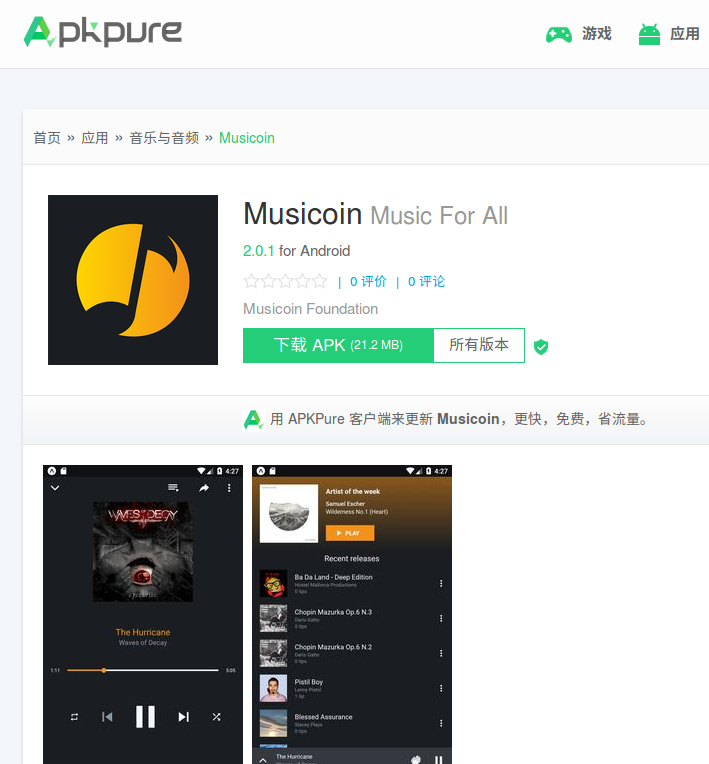 Apkpure
游戏
应用
首页 » 应用 » 音乐与音频 » Musicoin
Musicoin Music For All
2.0.1 for Android
| 0 评价 | 0 评论
Musicoin Foundation
下载 APK (21.2 MB)
所有版本
用 APKPure 客户端来更新 Musicoin，更快，免费，省流量。
4:27
WAVES OF DECAY
The Hurricane
Waves of Decay
1:11
5:05
4:27
Artist of the week
Samuel Escher
Wilderness No.1 (Heart)
PLAY
Recent releases
Ba Da Land - Deep Edition
0 tips
Chopin Mazurka Op.6 N.3
Dario Galto
0 tips
Chopin Mazurka Op.6 N.2
Dario Galto
0 tips
Pistil Boy
Lenny Pistol
1 tip
Blessed Assurance
Stacey Plays
0 tips
The Hurricane